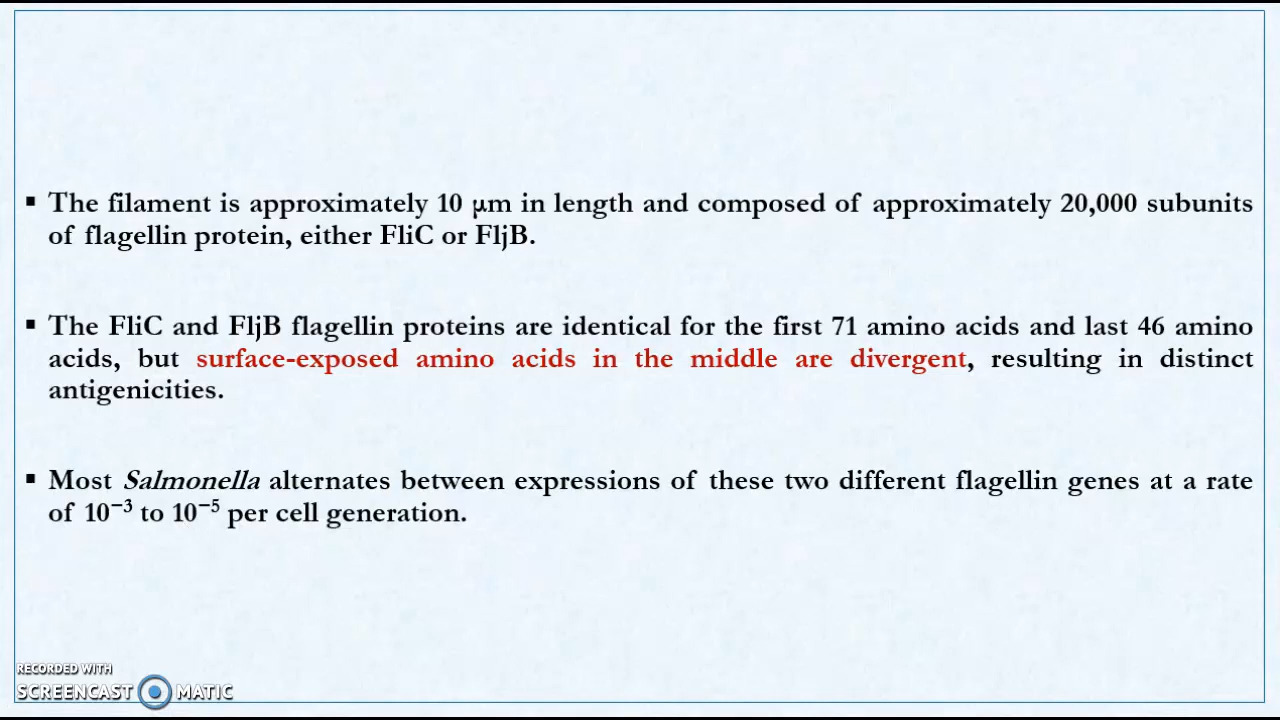 ▪ The filament is approximately 10 μm in length and composed of approximately 20,000 subunits
of flagellin protein, either FliC or FljB.
▪ The FliC and FljB flagellin proteins are identical for the first 71 amino acids and last 46 amino
acids, but surface-exposed amino acids in the middle are divergent, resulting in distinct
antigenicities.
▪ Most Salmonella alternates between expressions of these two different flagellin genes at a rate
of 10⁻³ to 10⁻⁵ per cell generation.
RECORDED WITH
SCREENCAST MATIC